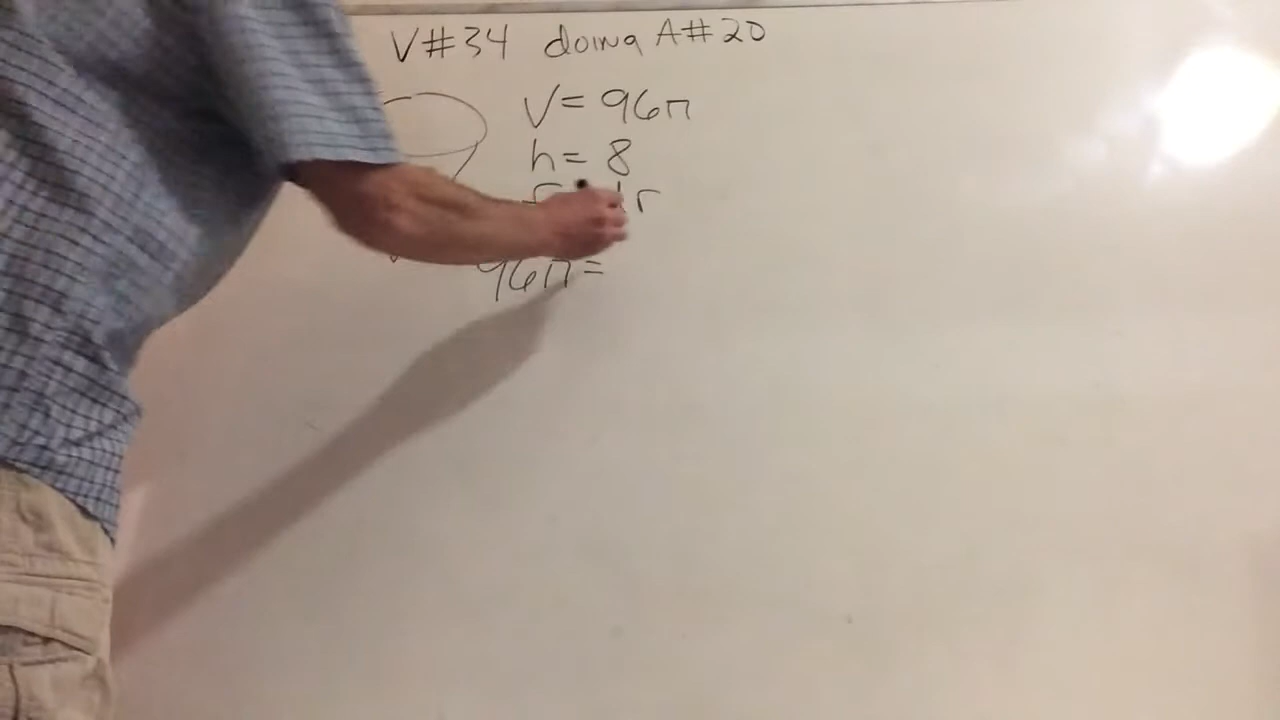 V#34 doing A#20
V = 96π
h = 8
r
96π =